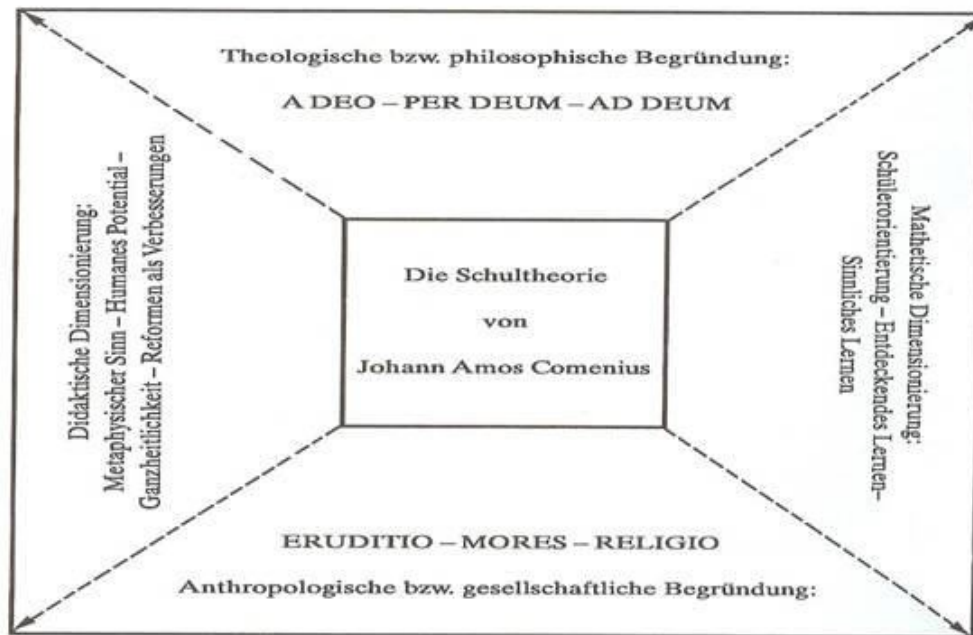 Theologische bzw. philosophische Begründung:
A DEO – PER DEUM – AD DEUM
Didaktische Dimensionierung:
Metaphysischer Sinn – Humanes Potential –
Ganzheitlichkeit – Reformen als Verbesserungen
Die Schultheorie
von
Johann Amos Comenius
Mathetische Dimensionierung:
Schülerorientierung – Entdeckendes Lernen–
Sinnliches Lernen
ERUDITIO – MORES – RELIGIO
Anthropologische bzw. gesellschaftliche Begründung: